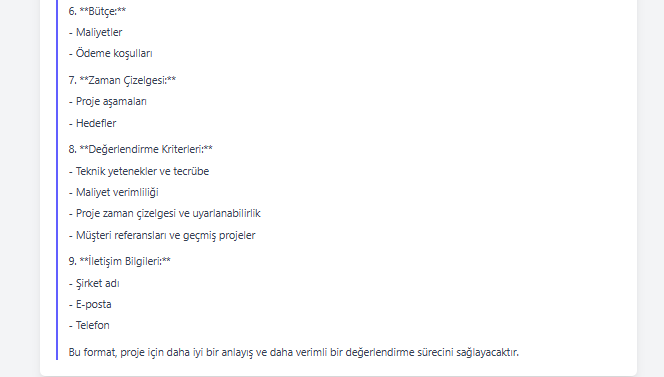 6. **Bütçe:**
- Maliyetler
- Ödeme koşulları
7. **Zaman Çizelgesi:**
- Proje aşamaları
- Hedefler
8. **Değerlendirme Kriterleri:**
- Teknik yetenekler ve tecrübe
- Maliyet verimliliği
- Proje zaman çizelgesi ve uyarlanabilirlik
- Müşteri referansları ve geçmiş projeler
9. **İletişim Bilgileri:**
- Şirket adı
- E-posta
- Telefon
Bu format, proje için daha iyi bir anlayış ve daha verimli bir değerlendirme sürecini sağlayacaktır.